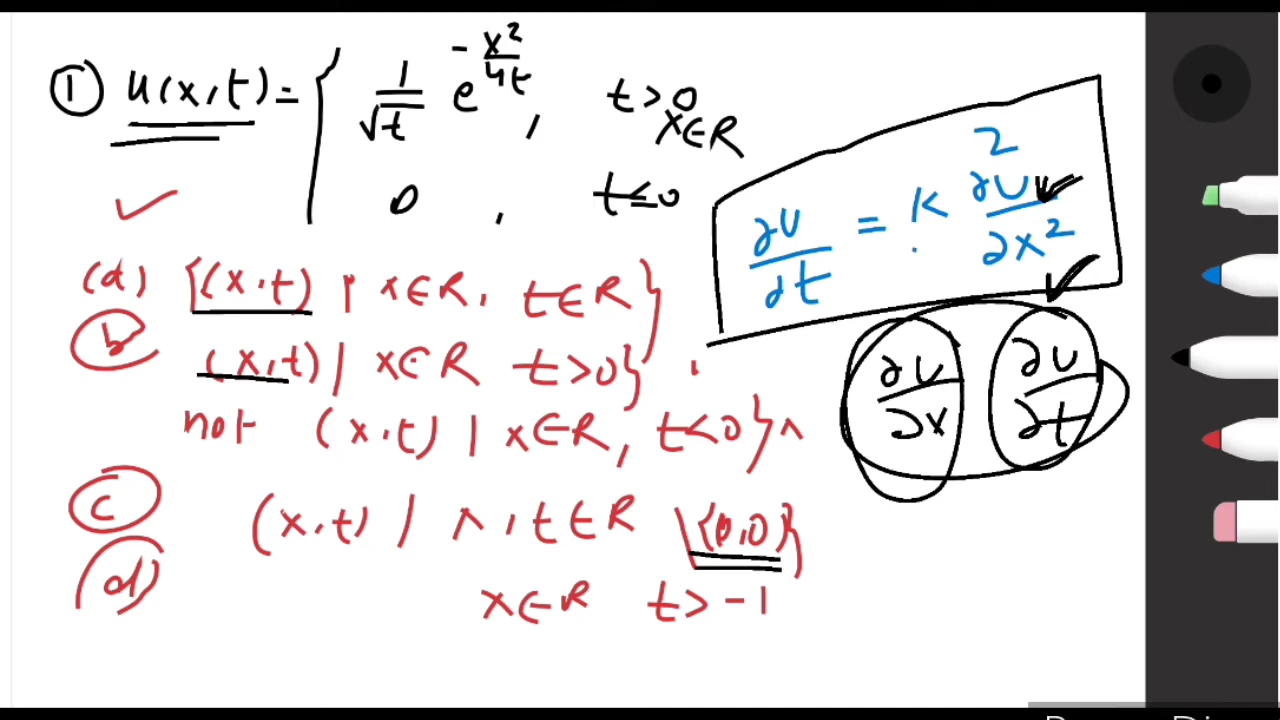 ① u(x,t) = { 1/√t e^(-x²/4t), t>0 x∈R
0, t≤0
∂U/∂t = K ∂²U/∂x²
(a) {(x,t) | x∈R, t∈R}
(b) (x,t) | x∈R t>0}
not (x,t) | x∈R, t<0}
∂U/∂x ∂U/∂t
(c) (x,t) | x, t∈R \{(0,0)}
(d) x∈R t>-1